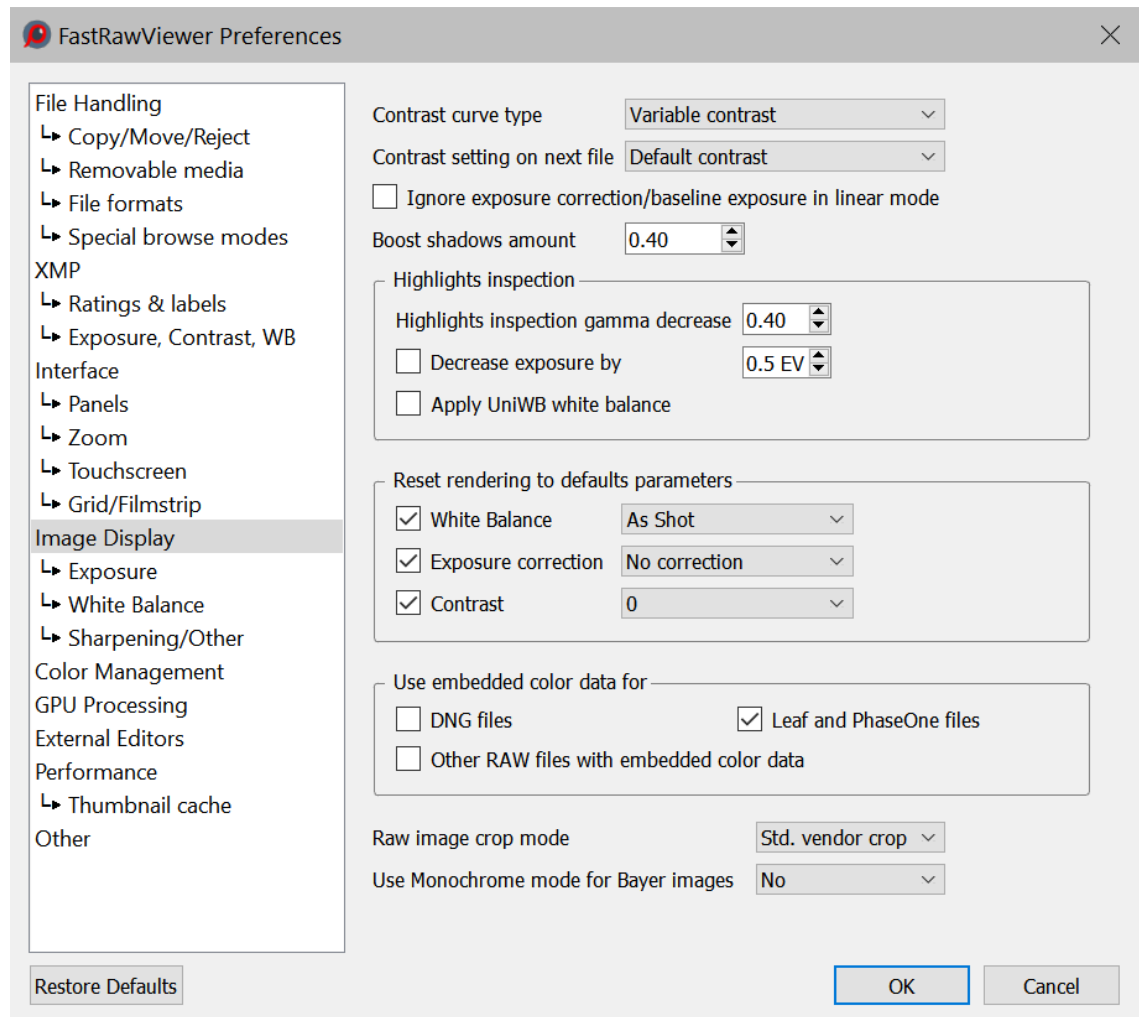 FastRawViewer Preferences
File Handling
Copy/Move/Reject
Removable media
File formats
Special browse modes
XMP
Ratings & labels
Exposure, Contrast, WB
Interface
Panels
Zoom
Touchscreen
Grid/Filmstrip
Image Display
Exposure
White Balance
Sharpening/Other
Color Management
GPU Processing
External Editors
Performance
Thumbnail cache
Other
Contrast curve type Variable contrast
Contrast setting on next file Default contrast
Ignore exposure correction/baseline exposure in linear mode
Boost shadows amount 0.40
Highlights inspection
Highlights inspection gamma decrease 0.40
Decrease exposure by 0.5 EV
Apply UniWB white balance
Reset rendering to defaults parameters
White Balance As Shot
Exposure correction No correction
Contrast 0
Use embedded color data for
DNG files Leaf and PhaseOne files
Other RAW files with embedded color data
Raw image crop mode Std. vendor crop
Use Monochrome mode for Bayer images No
Restore Defaults OK Cancel